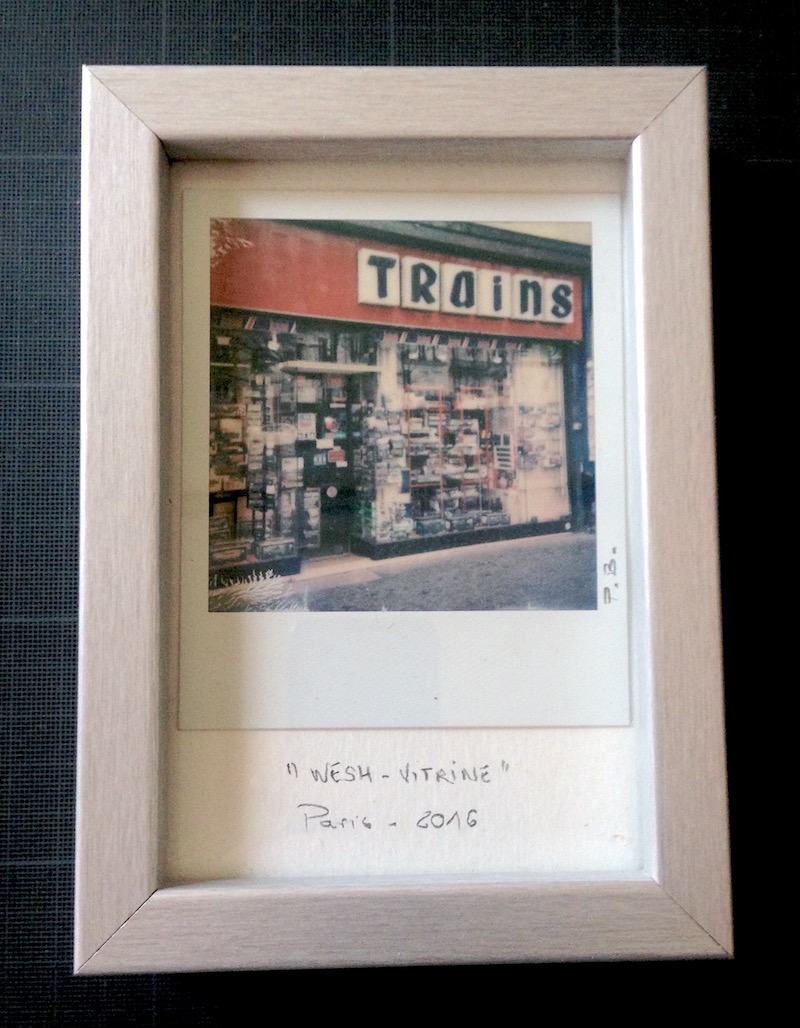 TRains
P.B.
"WESH-VITRINE"
Paris - 2016